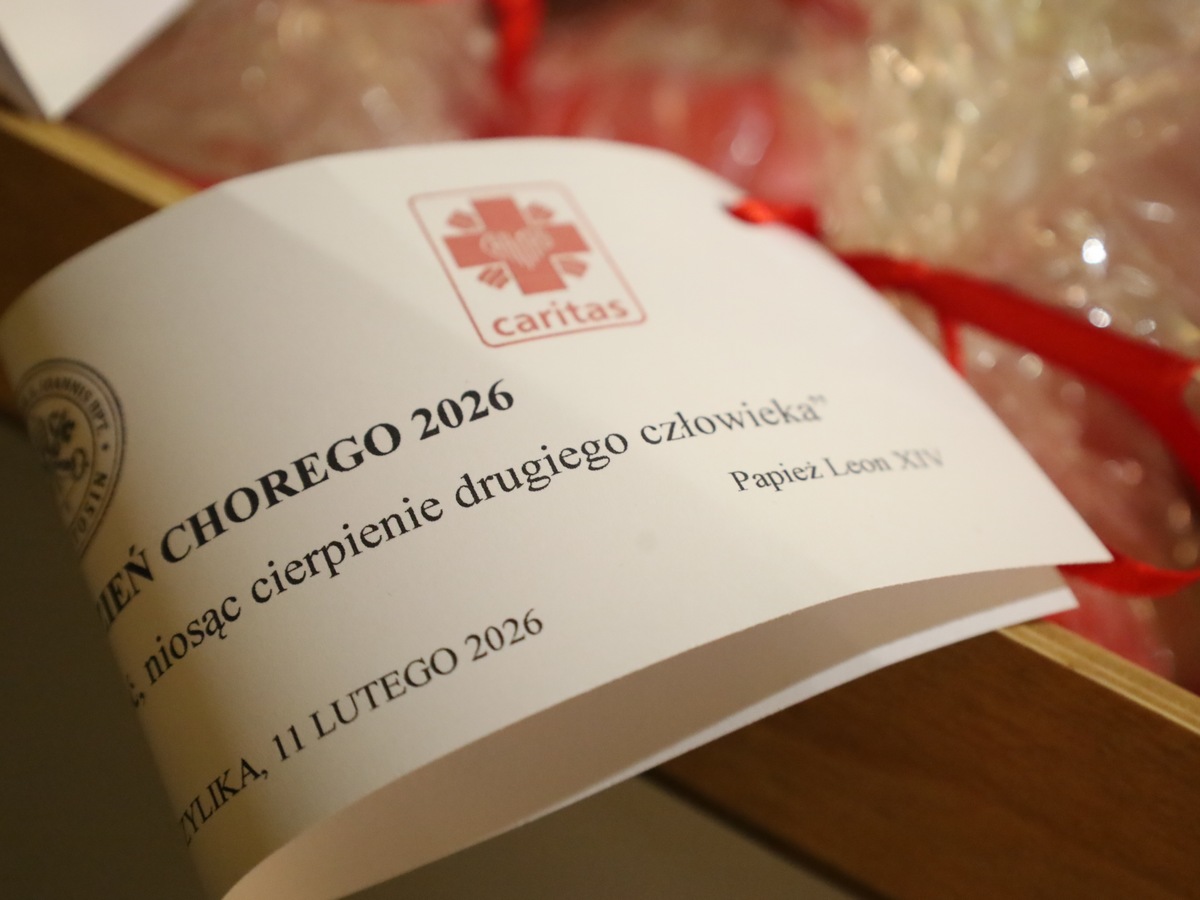 caritas
CHOREGO 2026
niosąc cierpienie drugiego człowieka”
Papież Leon XIV
11 LUTEGO 2026